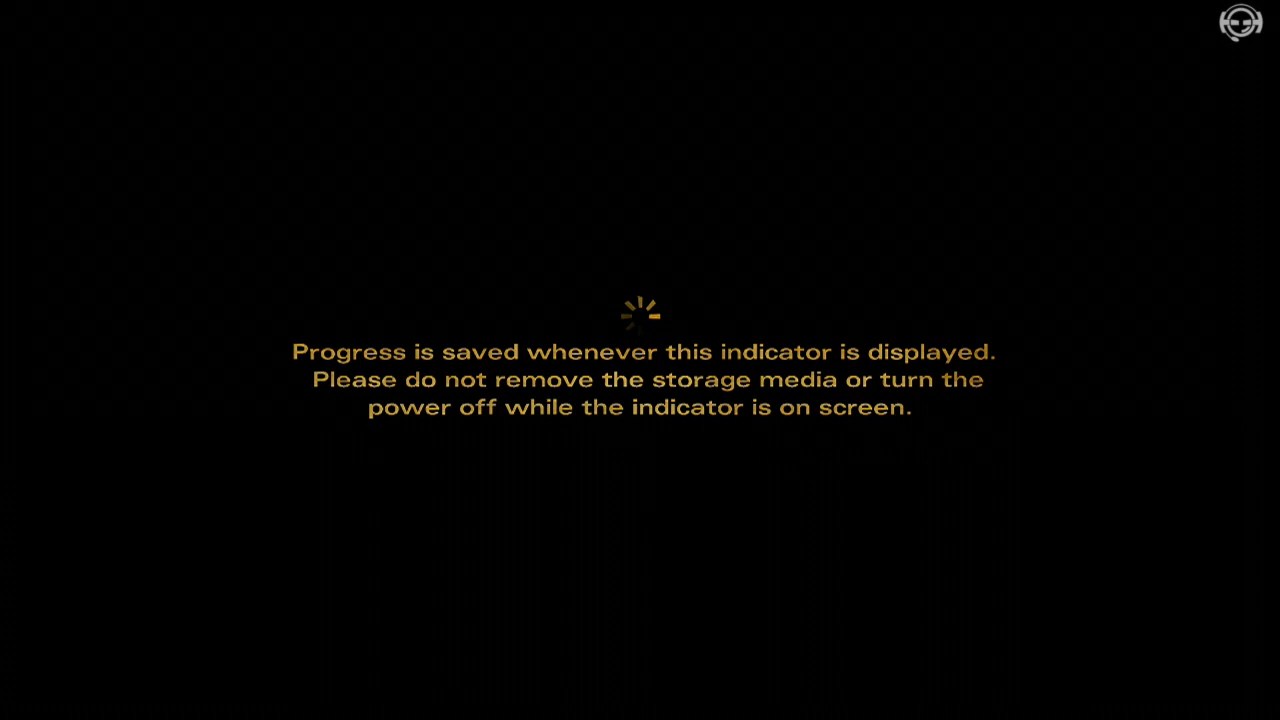 Progress is saved whenever this indicator is displayed.
Please do not remove the storage media or turn the
power off while the indicator is on screen.